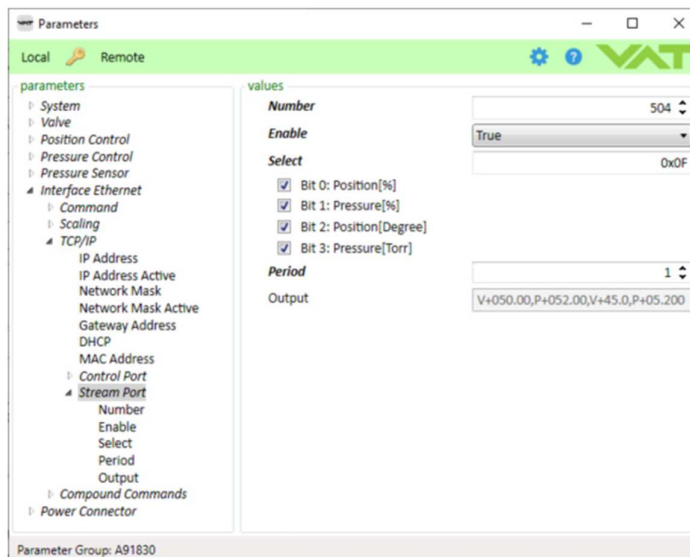 Parameters
Local Remote
VAT
parameters
System
Valve
Position Control
Pressure Control
Pressure Sensor
Interface Ethernet
Command
Scaling
TCP/IP
IP Address
IP Address Active
Network Mask
Network Mask Active
Gateway Address
DHCP
MAC Address
Control Port
Stream Port
Number
Enable
Select
Period
Output
Compound Commands
Power Connector
values
Number 504
Enable True
Select 0x0F
Bit 0: Position[%]
Bit 1: Pressure[%]
Bit 2: Position[Degree]
Bit 3: Pressure[Torr]
Period 1
Output V+050.00,P+052.00,V+45.0,P+05.200
Parameter Group: A91830